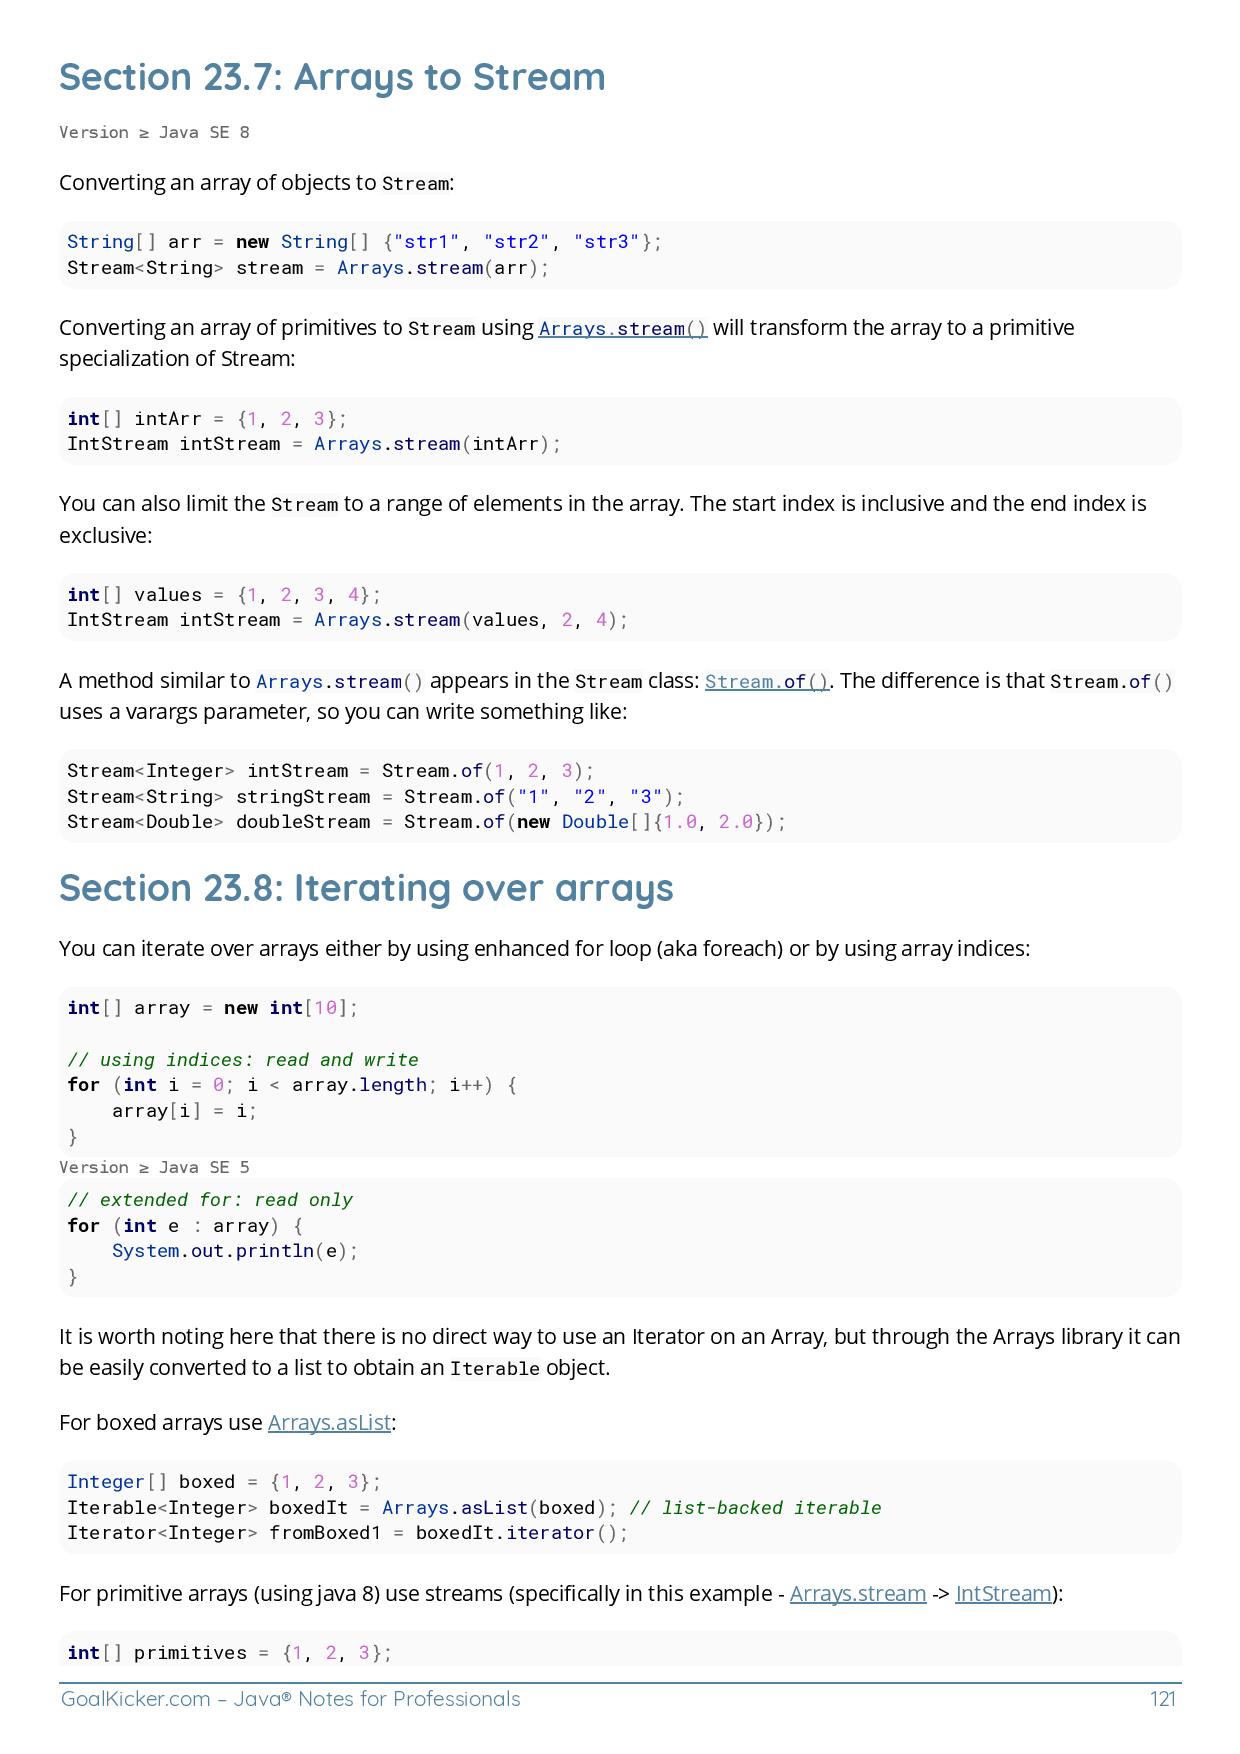 Section 23.7: Arrays to Stream
Version ≥ Java SE 8
Converting an array of objects to Stream:
String[] arr = new String[] {"str1", "str2", "str3"};
Stream<String> stream = Arrays.stream(arr);
Converting an array of primitives to Stream using Arrays.stream() will transform the array to a primitive
specialization of Stream:
int[] intArr = {1, 2, 3};
IntStream intStream = Arrays.stream(intArr);
You can also limit the Stream to a range of elements in the array. The start index is inclusive and the end index is
exclusive:
int[] values = {1, 2, 3, 4};
IntStream intStream = Arrays.stream(values, 2, 4);
A method similar to Arrays.stream() appears in the Stream class: Stream.of(). The difference is that Stream.of()
uses a varargs parameter, so you can write something like:
Stream<Integer> intStream = Stream.of(1, 2, 3);
Stream<String> stringStream = Stream.of("1", "2", "3");
Stream<Double> doubleStream = Stream.of(new Double[]{1.0, 2.0});
Section 23.8: Iterating over arrays
You can iterate over arrays either by using enhanced for loop (aka foreach) or by using array indices:
int[] array = new int[10];
// using indices: read and write
for (int i = 0; i < array.length; i++) {
    array[i] = i;
}
Version ≥ Java SE 5
// extended for: read only
for (int e : array) {
    System.out.println(e);
}
It is worth noting here that there is no direct way to use an Iterator on an Array, but through the Arrays library it can
be easily converted to a list to obtain an Iterable object.
For boxed arrays use Arrays.asList:
Integer[] boxed = {1, 2, 3};
Iterable<Integer> boxedIt = Arrays.asList(boxed); // list-backed iterable
Iterator<Integer> fromBoxed1 = boxedIt.iterator();
For primitive arrays (using java 8) use streams (specifically in this example - Arrays.stream -> IntStream):
int[] primitives = {1, 2, 3};
GoalKicker.com – Java® Notes for Professionals 121